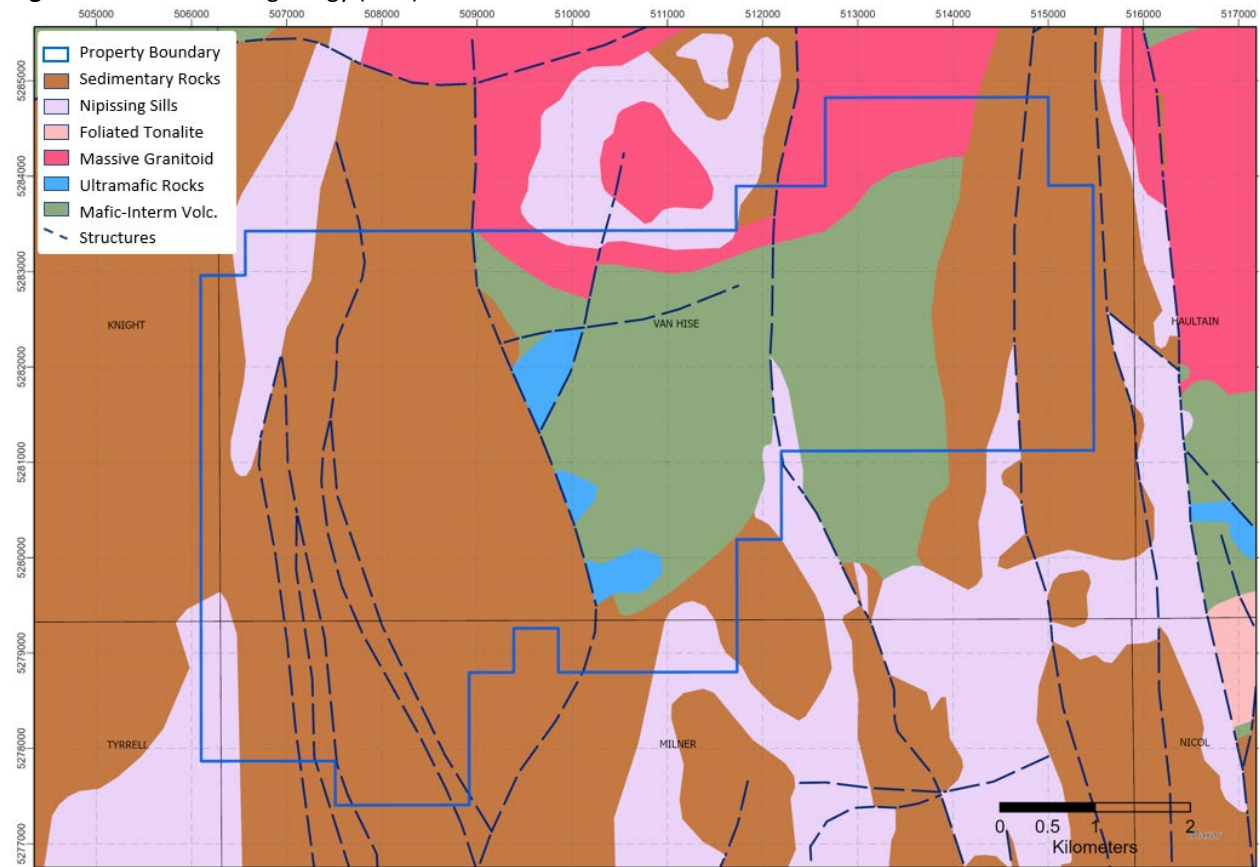 505000 506000 507000 508000 509000 510000 511000 512000 513000 514000 515000 516000 517000
Property Boundary
Sedimentary Rocks
Nipissing Sills
Foliated Tonalite
Massive Granitoid
Ultramafic Rocks
Mafic-Interm Volc.
Structures
5285000
5284000
5283000
5282000
5281000
5280000
5279000
5278000
5277000
KNIGHT
VAN HISE
HAULTAIN
TYRRELL
MILNER
NICOL
0 0.5 1 2
Kilometers